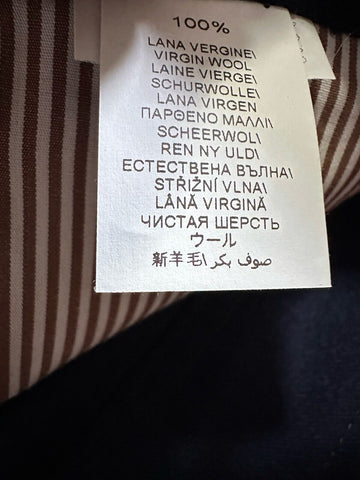 100%
LANA VERGINE\
VIRGIN WOOL
LAINE VIERGE\
SCHURWOLLE\
LANA VIRGEN
ΠΑΡΘΕΝΟ ΜΑΛΛΙ\
SCHEERWOL\
REN NY ULD\
ЕСТЕСТВЕНА ВЪЛНА\
STŘIŽNÍ VLNA\
LÂNĂ VIRGINĂ
ЧИСТАЯ ШЕРСТЬ
ウール
新羊毛\ صوف بكر